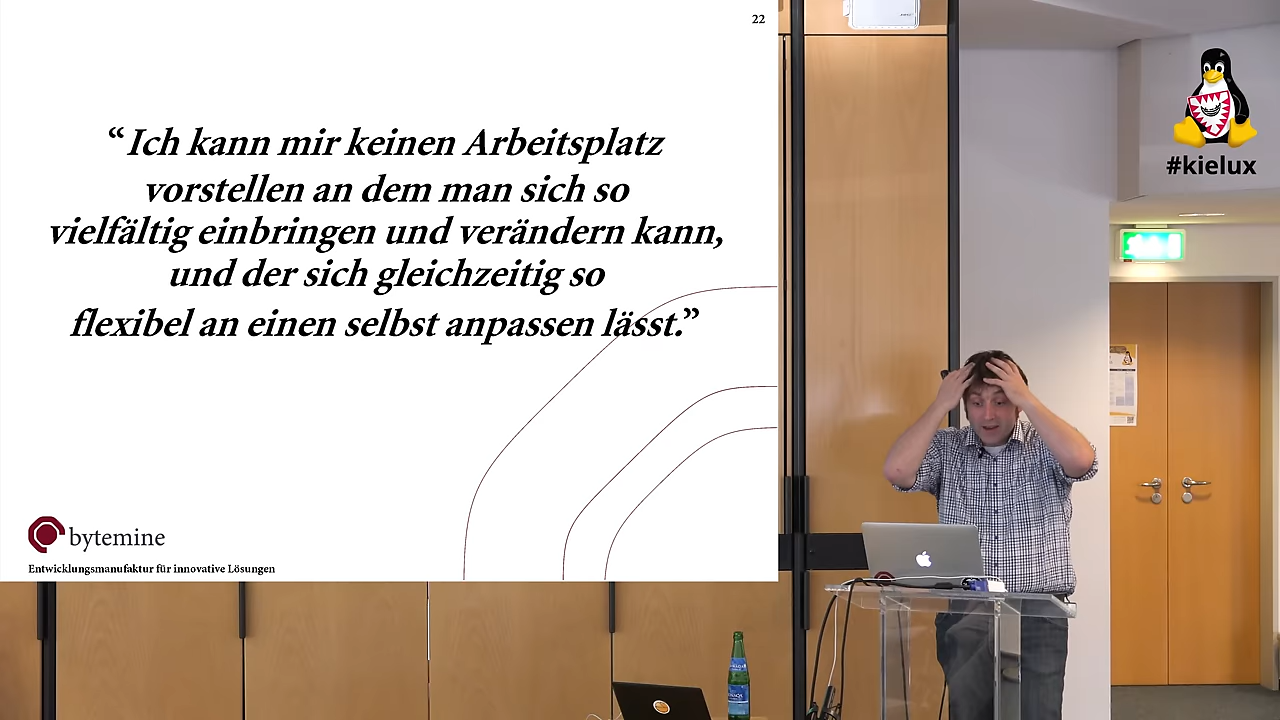 22
“Ich kann mir keinen Arbeitsplatz
vorstellen an dem man sich so
vielfältig einbringen und verändern kann,
und der sich gleichzeitig so
flexibel an einen selbst anpassen lässt.”
bytemine
Entwicklungsmanufaktur für innovative Lösungen
#kielux